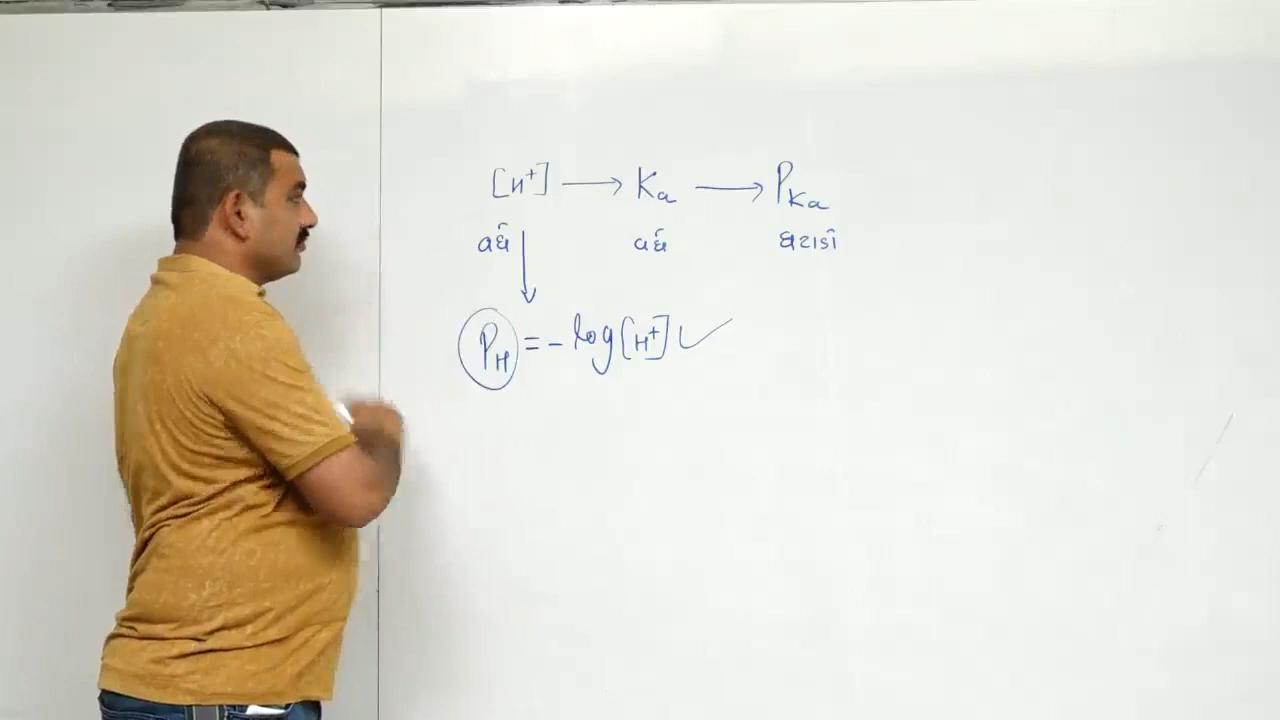 [H⁺] ⟶ Ka ⟶ PKa
વધે વધે ઘટાડો
↓
PH = - log [H⁺] ✓